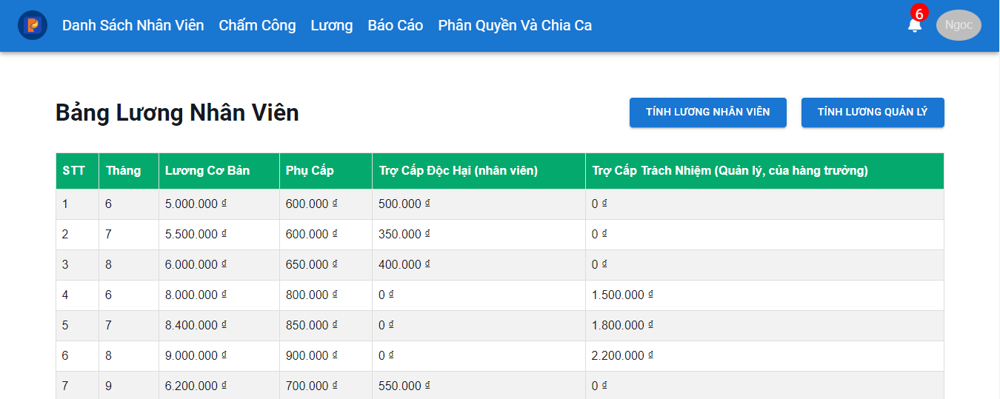 Danh Sách Nhân Viên Chấm Công Lương Báo Cáo Phân Quyền Và Chia Ca 6 Ngoc
Bảng Lương Nhân Viên TÍNH LƯƠNG NHÂN VIÊN TÍNH LƯƠNG QUẢN LÝ
STT Tháng Lương Cơ Bản Phụ Cấp Trợ Cấp Độc Hại (nhân viên) Trợ Cấp Trách Nhiệm (Quản lý, của hàng trưởng)
1 6 5.000.000 ₫ 600.000 ₫ 500.000 ₫ 0 ₫
2 7 5.500.000 ₫ 600.000 ₫ 350.000 ₫ 0 ₫
3 8 6.000.000 ₫ 650.000 ₫ 400.000 ₫ 0 ₫
4 6 8.000.000 ₫ 800.000 ₫ 0 ₫ 1.500.000 ₫
5 7 8.400.000 ₫ 850.000 ₫ 0 ₫ 1.800.000 ₫
6 8 9.000.000 ₫ 900.000 ₫ 0 ₫ 2.200.000 ₫
7 9 6.200.000 ₫ 700.000 ₫ 550.000 ₫ 0 ₫